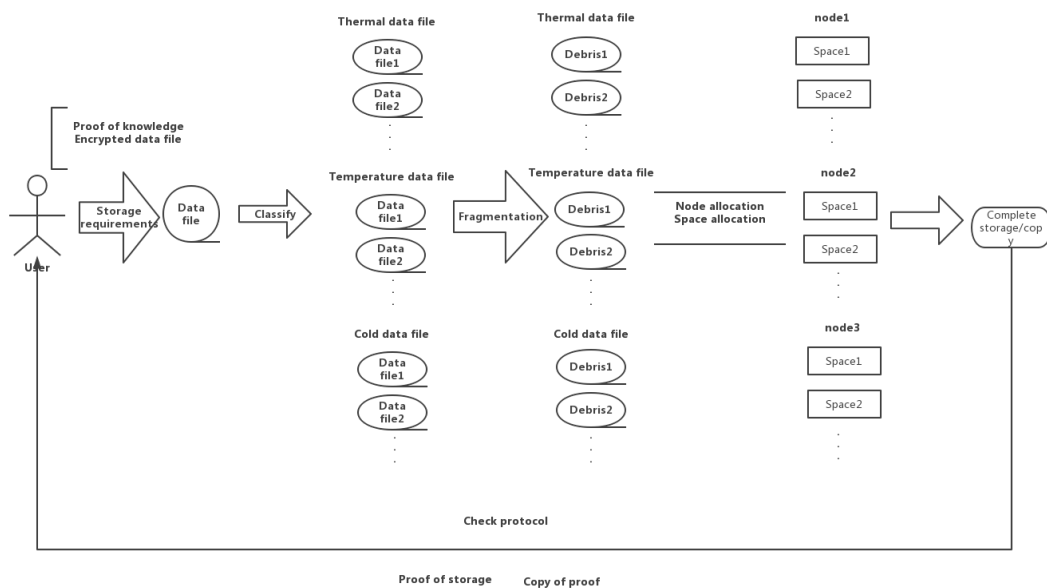 Thermal data file
Data
file1
Data
file2
Thermal data file
Debris1
Debris2
node1
Space1
Space2
Proof of knowledge
Encrypted data file
User
Storage
requirements
Data
file
Classify
Temperature data file
Data
file1
Data
file2
Fragmentation
Temperature data file
Debris1
Debris2
Node allocation
Space allocation
node2
Space1
Space2
Complete
storage/cop
y
Cold data file
Data
file1
Data
file2
Cold data file
Debris1
Debris2
node3
Space1
Space2
Check protocol
Proof of storage
Copy of proof